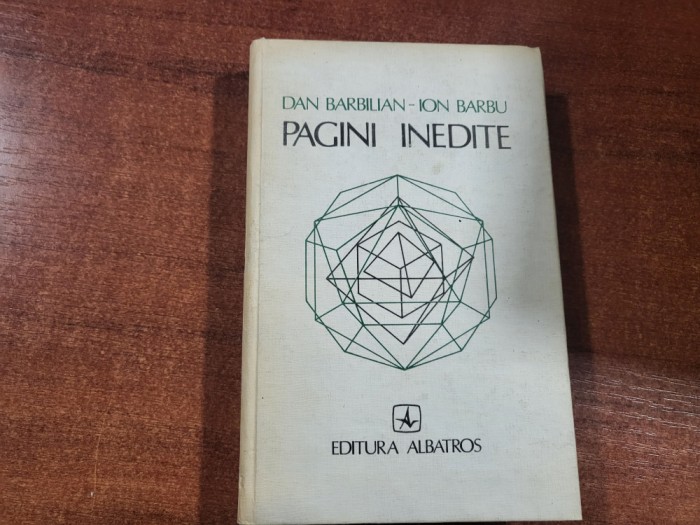 DAN BARBILIAN - ION BARBU
PAGINI INEDITE
EDITURA ALBATROS